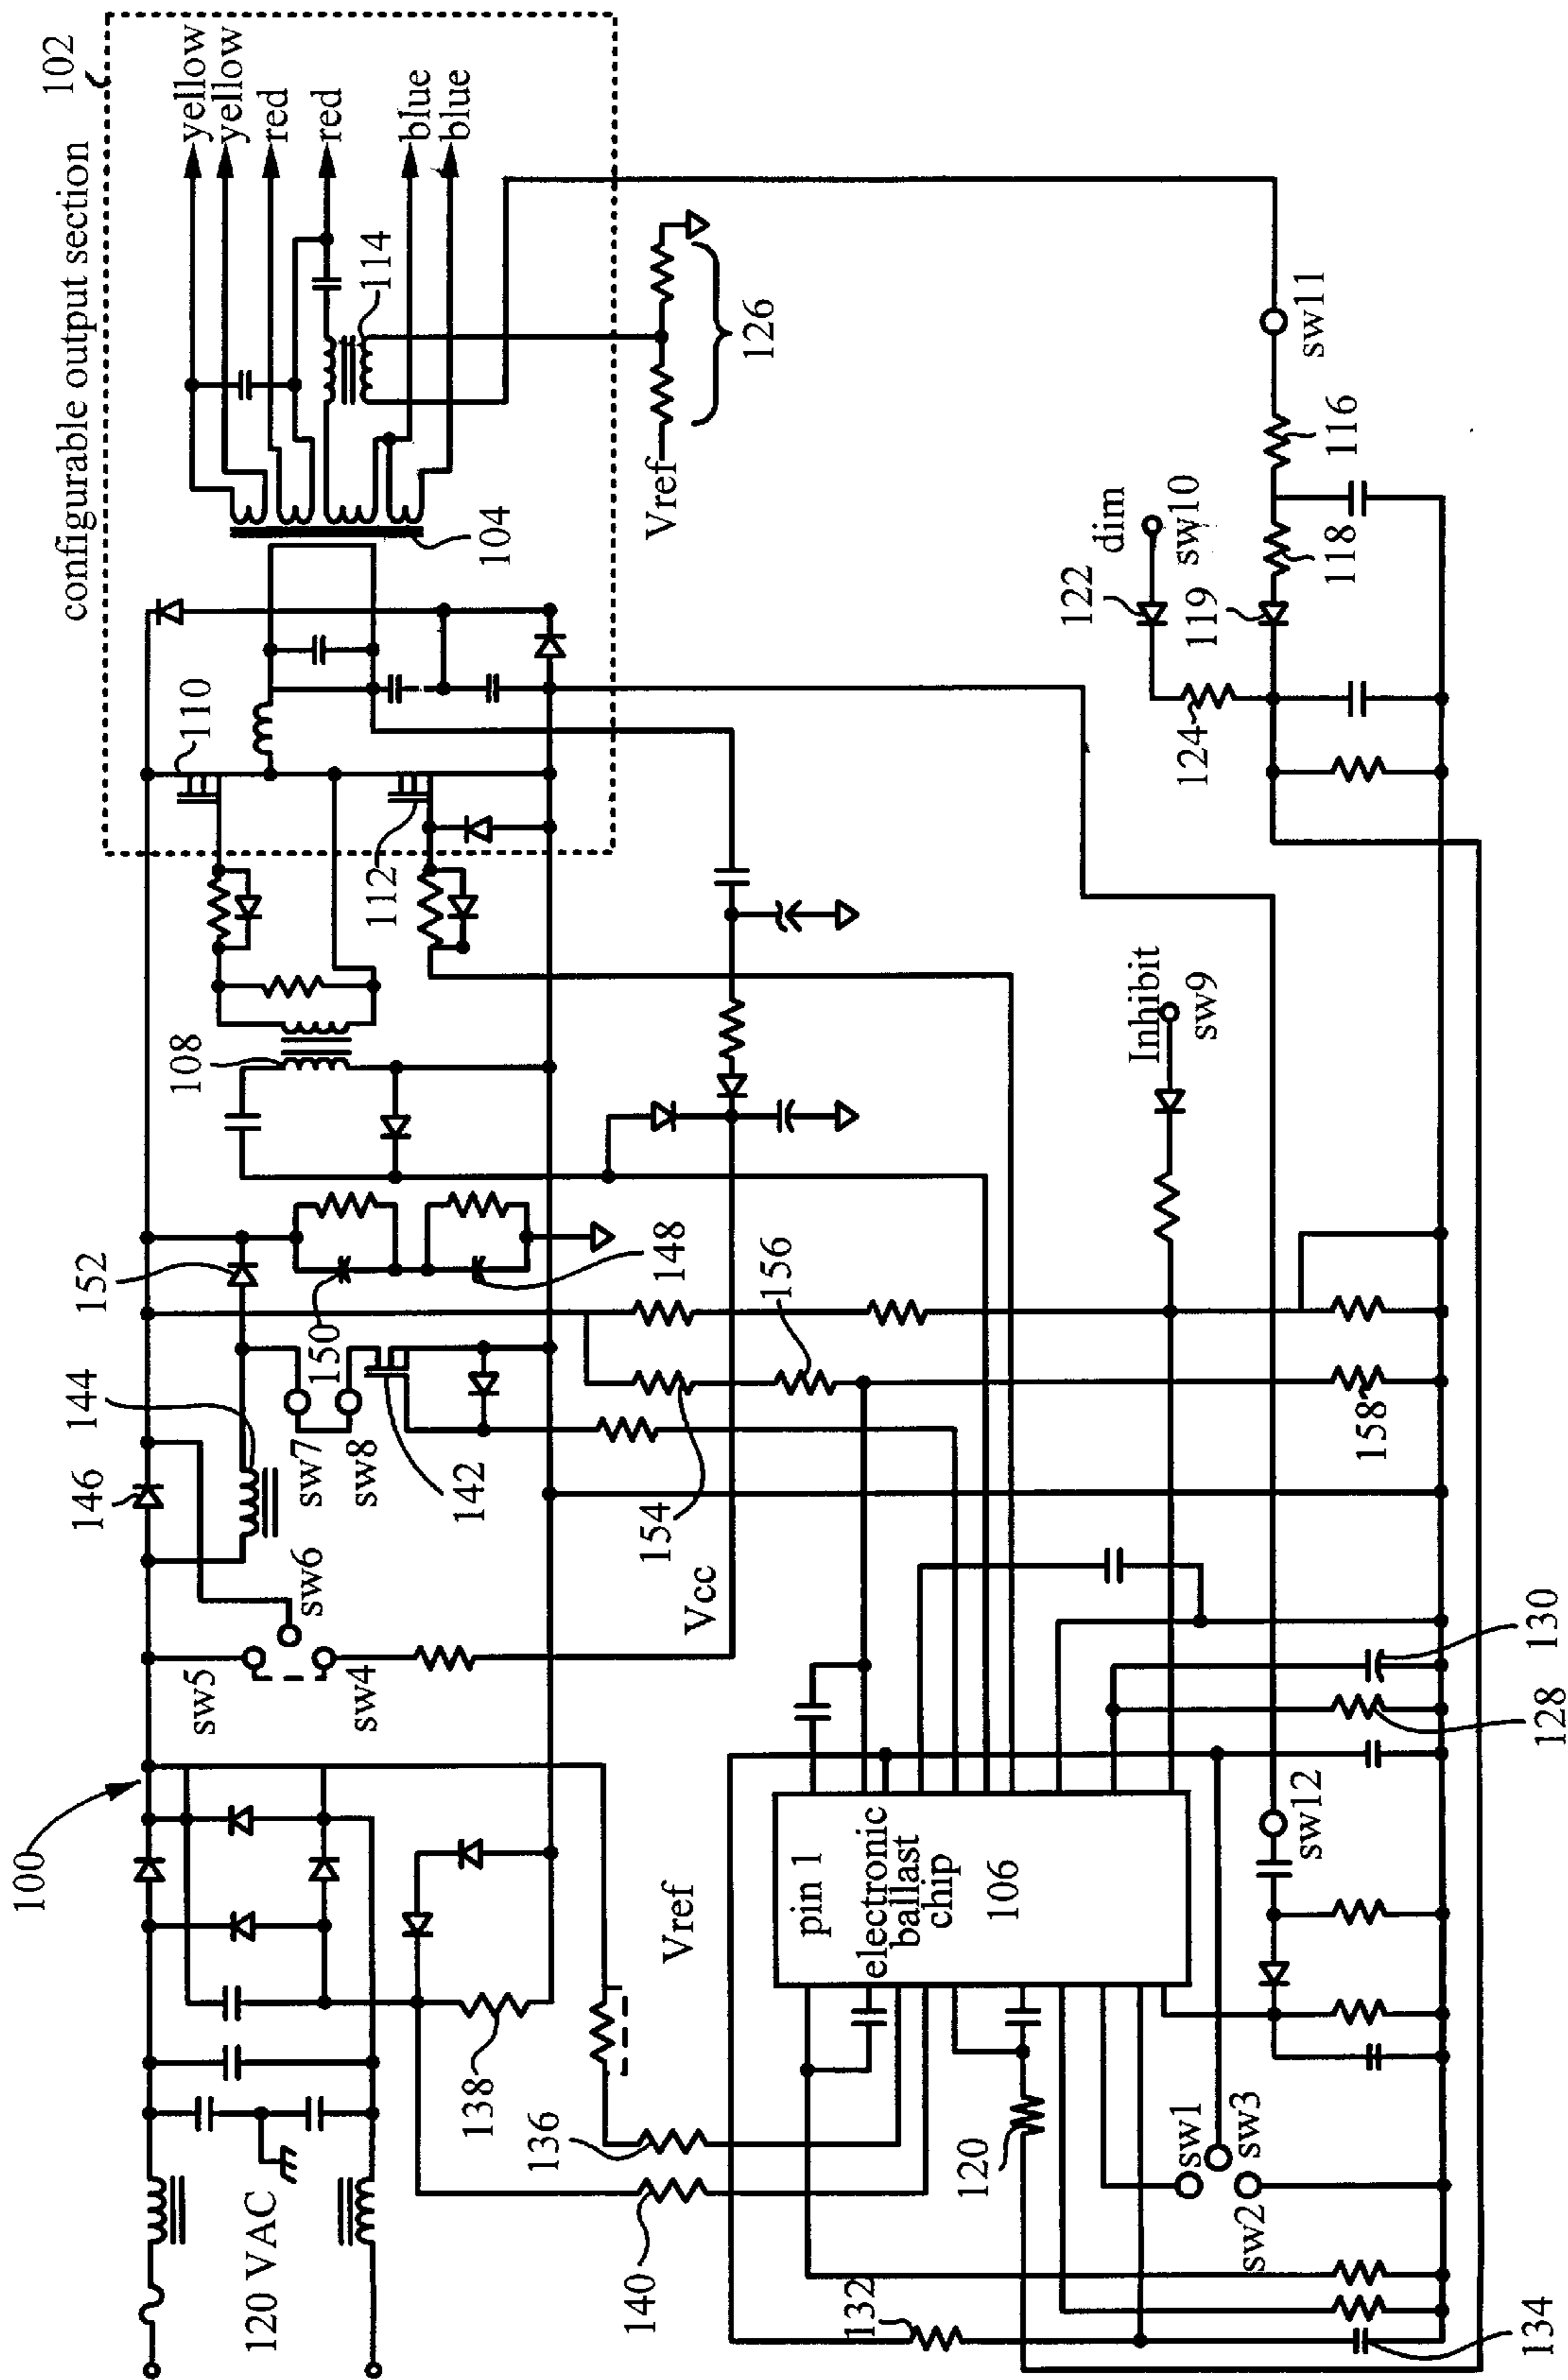 configurable output section
102
yellow
yellow
red
red
blue
blue
104
114
110
112
126
Vref
108
152
150
148
144
146
sw7
sw8
142
154
156
158
sw5
sw6
sw4
Vcc
100
120 VAC
138
136
140
Vref
pin 1
electronic
ballast
chip
106
120
132
134
sw1
sw2
sw3
sw12
128
130
Inhibit
sw9
dim
sw10
122
119
124
118
116
sw11